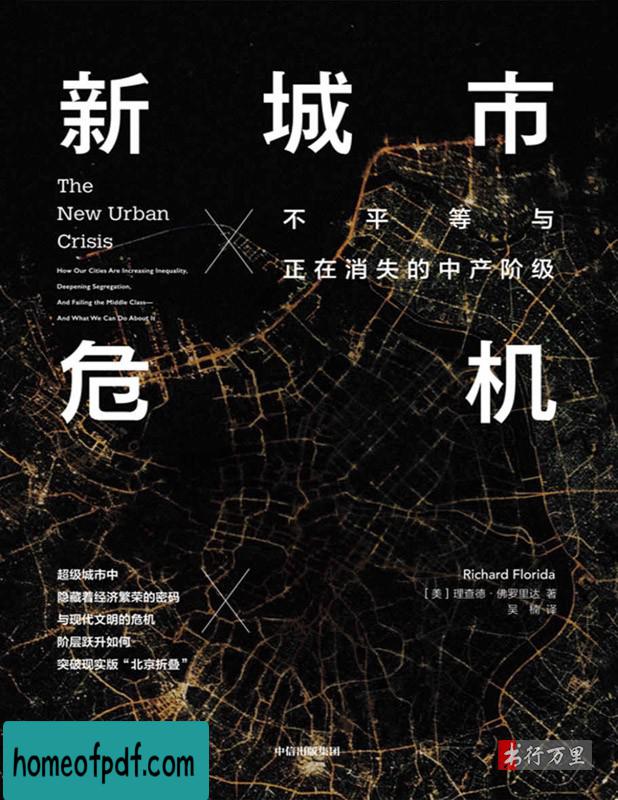 新城市
The
New Urban
Crisis
How Our Cities Are Increasing Inequality,
Deepening Segregation,
And Failing the Middle Class—
And What We Can Do About It
不平等与
正在消失的中产阶级
危机
超级城市中
隐藏着经济繁荣的密码
与现代文明的危机
阶层跃升如何
突破现实版“北京折叠”
Richard Florida
［美］理查德·佛罗里达 著
吴楠 译
中信出版集团
homeofpdf.com
书行万里